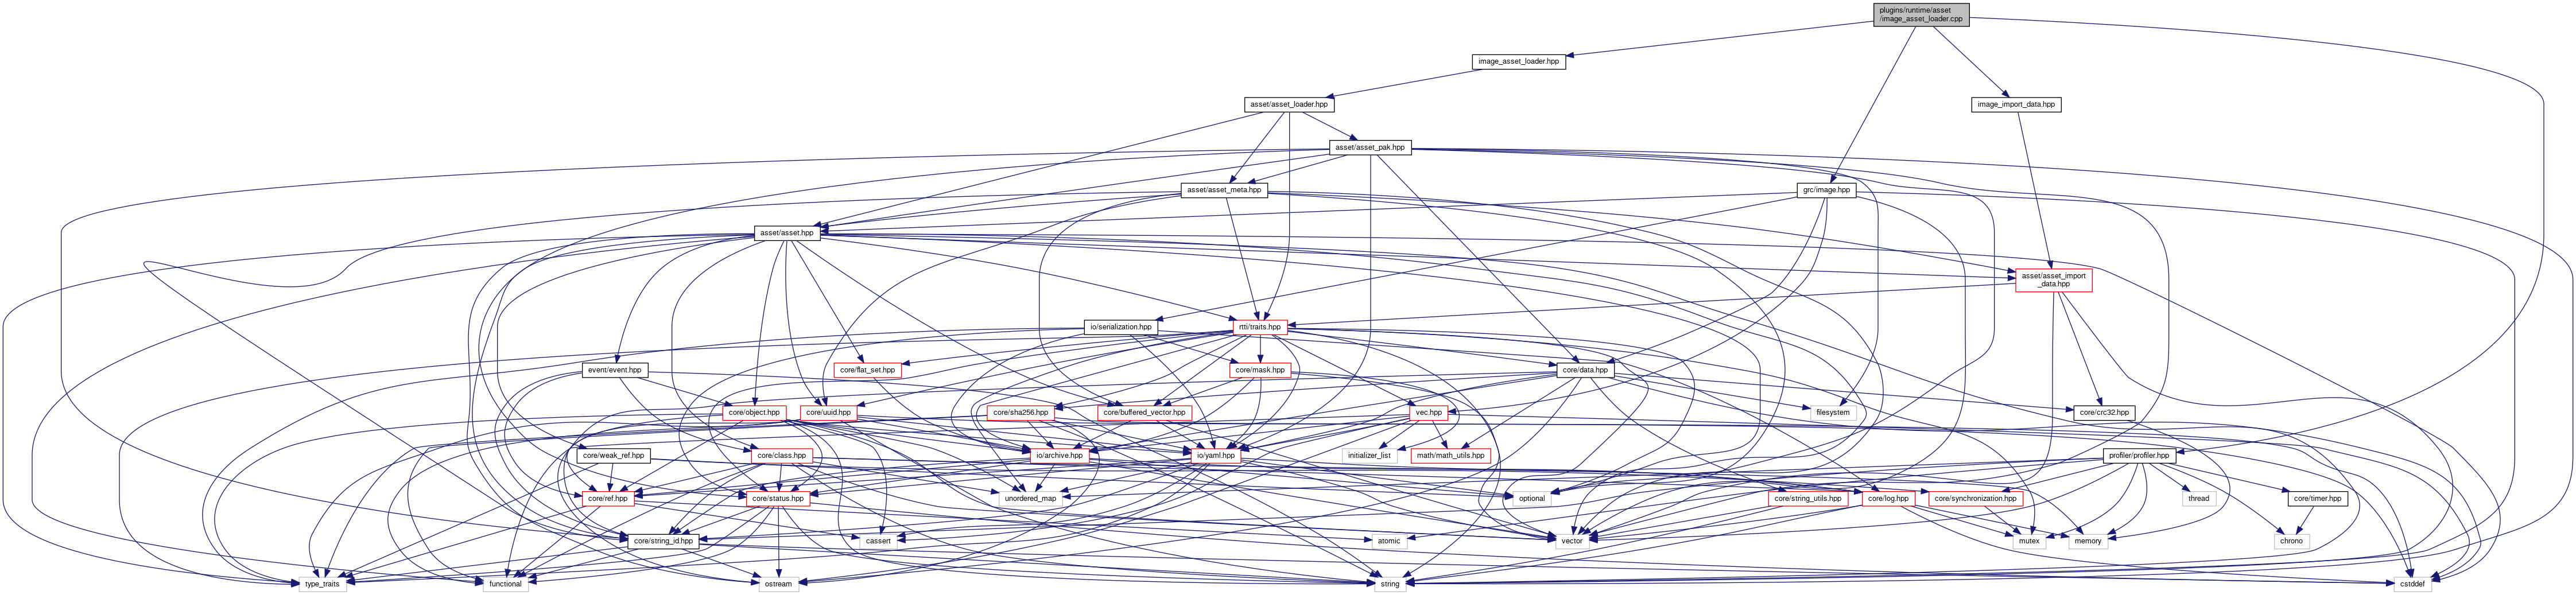 plugins/runtime/asset
/image_asset_loader.cpp
image_asset_loader.hpp
asset/asset_loader.hpp
image_import_data.hpp
asset/asset_pak.hpp
asset/asset_meta.hpp
grc/image.hpp
asset/asset.hpp
asset/asset_import
_data.hpp
io/serialization.hpp
rtti/traits.hpp
event/event.hpp
core/flat_set.hpp
core/mask.hpp
core/data.hpp
core/object.hpp
core/uuid.hpp
core/sha256.hpp
core/buffered_vector.hpp
vec.hpp
filesystem
core/crc32.hpp
core/weak_ref.hpp
core/class.hpp
io/archive.hpp
io/yaml.hpp
initializer_list
math/math_utils.hpp
profiler/profiler.hpp
core/ref.hpp
core/status.hpp
unordered_map
optional
core/string_utils.hpp
core/log.hpp
core/synchronization.hpp
thread
core/timer.hpp
core/string_id.hpp
cassert
atomic
vector
mutex
memory
chrono
type_traits
functional
ostream
string
cstddef